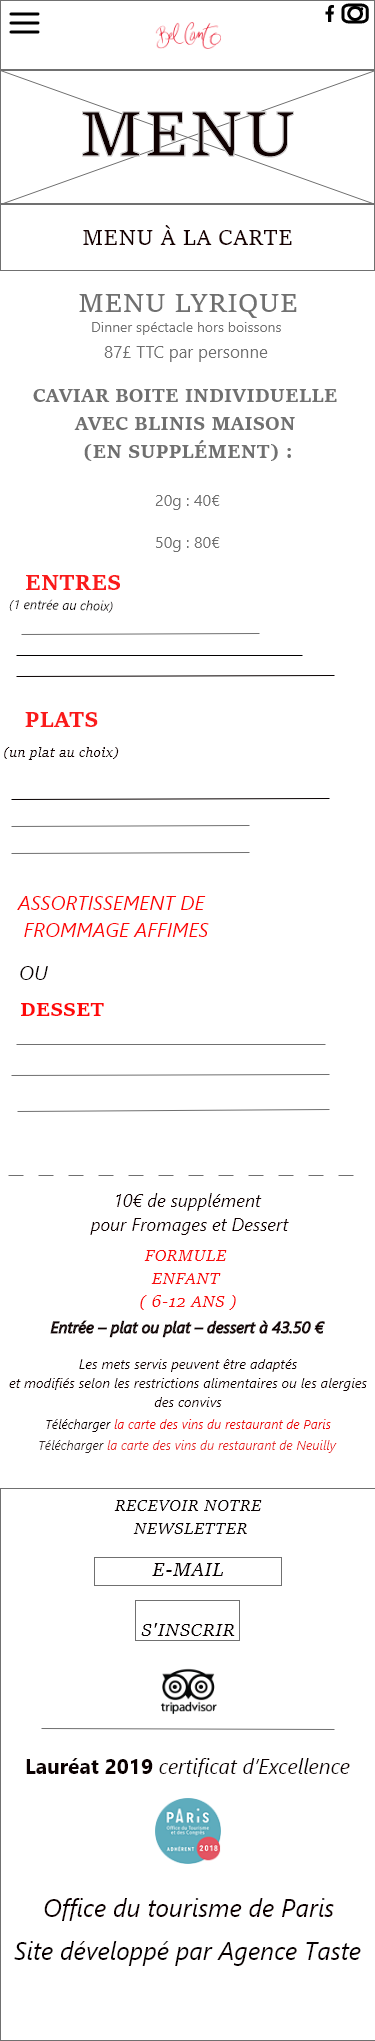 Bel Canto
MENU
MENU À LA CARTE
MENU LYRIQUE
Dinner spéctacle hors boissons
87£ TTC par personne
CAVIAR BOITE INDIVIDUELLE
AVEC BLINIS MAISON
(EN SUPPLÉMENT) :
20g : 40€
50g : 80€
ENTRES
(1 entrée au choix)
PLATS
(un plat au choix)
ASSORTISSEMENT DE
FROMMAGE AFFIMES
OU
DESSET
10€ de supplément
pour Fromages et Dessert
FORMULE
ENFANT
( 6-12 ANS )
Entrée – plat ou plat – dessert à 43.50 €
Les mets servis peuvent être adaptés
et modifiés selon les restrictions alimentaires ou les alergies
des convivs
Télécharger la carte des vins du restaurant de Paris
Télécharger la carte des vins du restaurant de Neuilly
RECEVOIR NOTRE
NEWSLETTER
E-MAIL
S'INSCRIR
tripadvisor
Lauréat 2019 certificat d’Excellence
PARIS
Office du Tourisme
et des Congrès
ADHÉRENT 2018
Office du tourisme de Paris
Site développé par Agence Taste